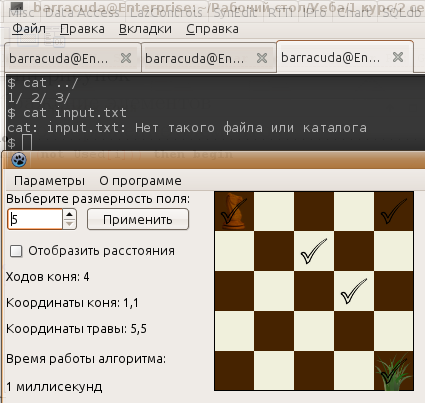 barracuda@Enterprise: ~/Рабочий стол/Учеба/1 курс/2 се
Misc Data Access LazControls SynEdit RTTI IPro Chart SQLdb
Файл Правка Вкладки Справка
barracuda@En... barracuda@En... barracuda@En...
$ cat ../
1/ 2/ 3/
$ cat input.txt
cat: input.txt: Нет такого файла или каталога
$
Параметры О программе
Выберите размерность поля:
5 Применить
Отобразить расстояния
Ходов коня: 4
Координаты коня: 1,1
Координаты травы: 5,5
Время работы алгоритма:
1 миллисекунд